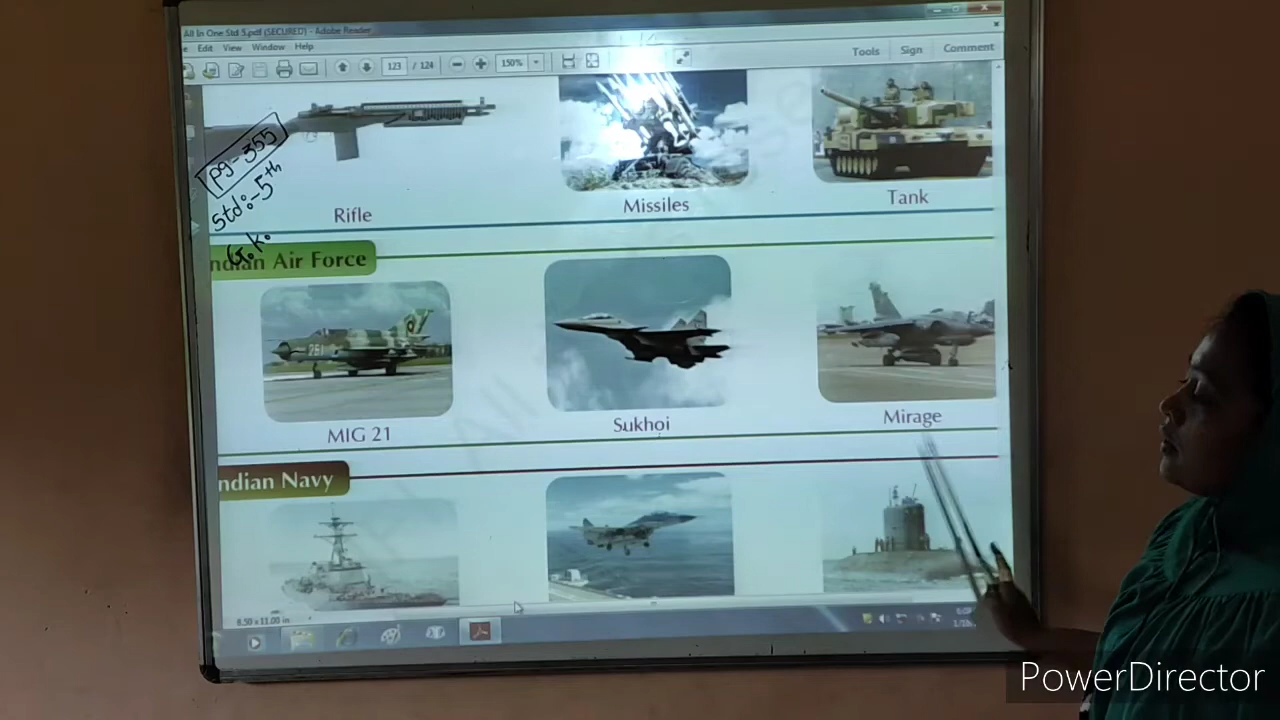 All In One Std 5.pdf (SECURED) - Adobe Reader
Edit View Window Help
Tools Sign Comment
123 / 124 150%
pg-355
Std:-5th
G.K.
Rifle Missiles Tank
ndian Air Force
MIG 21 Sukhoi Mirage
ndian Navy
8.50 x 11.00 in
PowerDirector